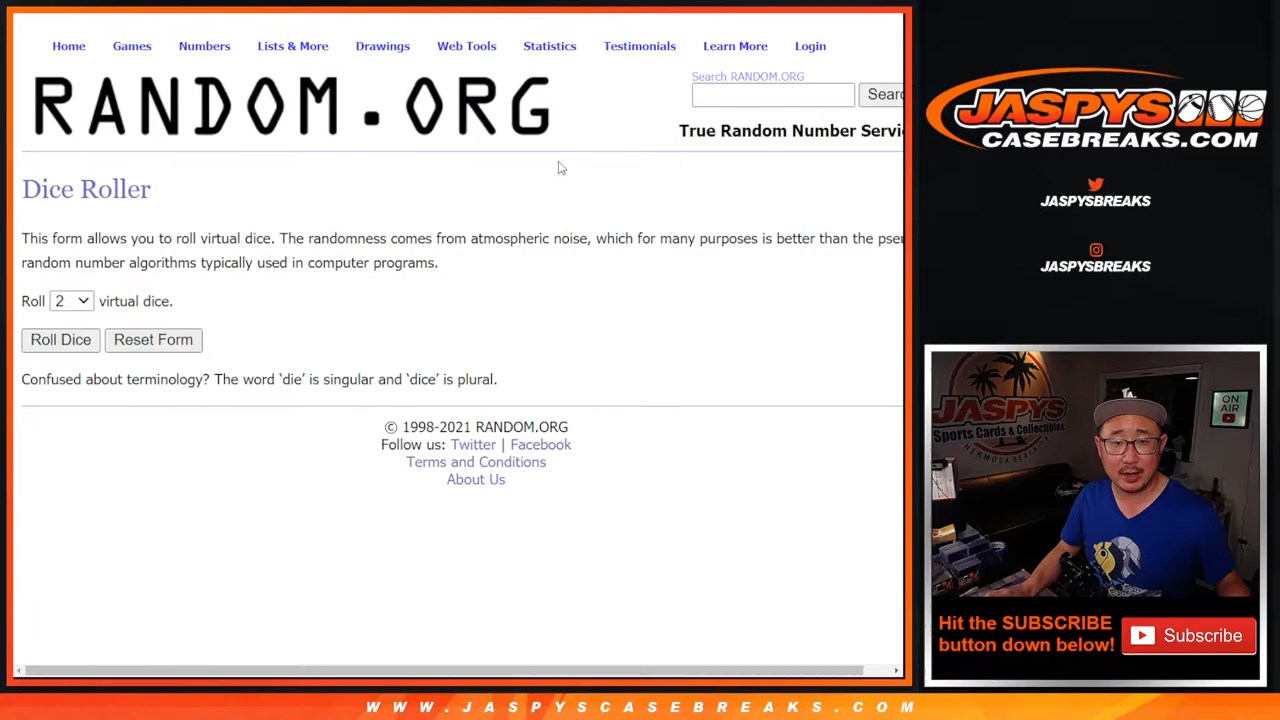 Home Games Numbers Lists & More Drawings Web Tools Statistics Testimonials Learn More Login
RANDOM.ORG
Search RANDOM.ORG
Searc
True Random Number Servi
Dice Roller
This form allows you to roll virtual dice. The randomness comes from atmospheric noise, which for many purposes is better than the pseu
random number algorithms typically used in computer programs.
Roll 2 virtual dice.
Roll Dice Reset Form
Confused about terminology? The word ‘die’ is singular and ‘dice’ is plural.
© 1998-2021 RANDOM.ORG
Follow us: Twitter | Facebook
Terms and Conditions
About Us
JASPYS
CASEBREAKS.COM
JASPYSBREAKS
JASPYSBREAKS
JASPYS
Sports Cards & Collectibles
HERMOSA BEACH
ON AIR
Hit the SUBSCRIBE
button down below!
Subscribe
WWW.JASPYSCASEBREAKS.COM